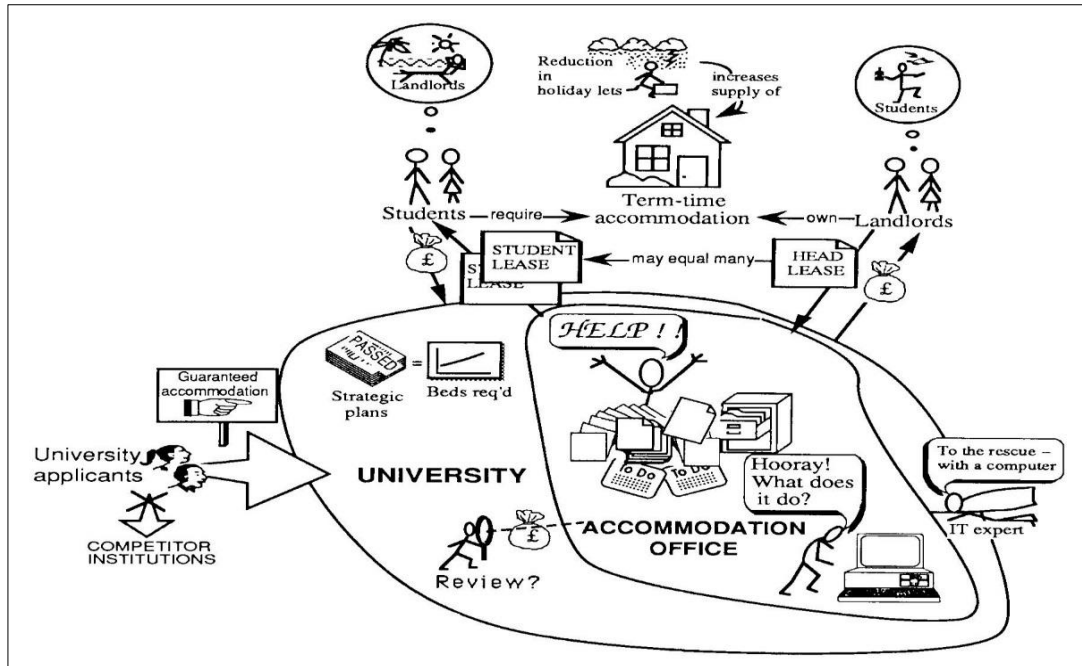 Landlords
Reduction
in
holiday lets
increases
supply of
Students
Students
require
Term-time
accommodation
own
Landlords
£
STUDENT
LEASE
may equal many
HEAD
LEASE
£
LEASE
HELP ! !
PASSED
=
Strategic
plans
Beds req'd
Guaranteed
accommodation
University
applicants
COMPETITOR
INSTITUTIONS
UNIVERSITY
TO DO
TO DO
Hooray!
What does
it do?
To the rescue –
with a computer
IT expert
£
ACCOMMODATION
OFFICE
Review?